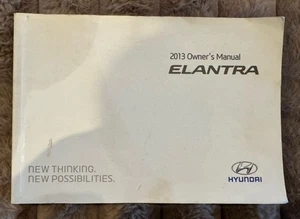 2013 Owner's Manual
ELANTRA
NEW THINKING.
NEW POSSIBILITIES.
HYUNDAI